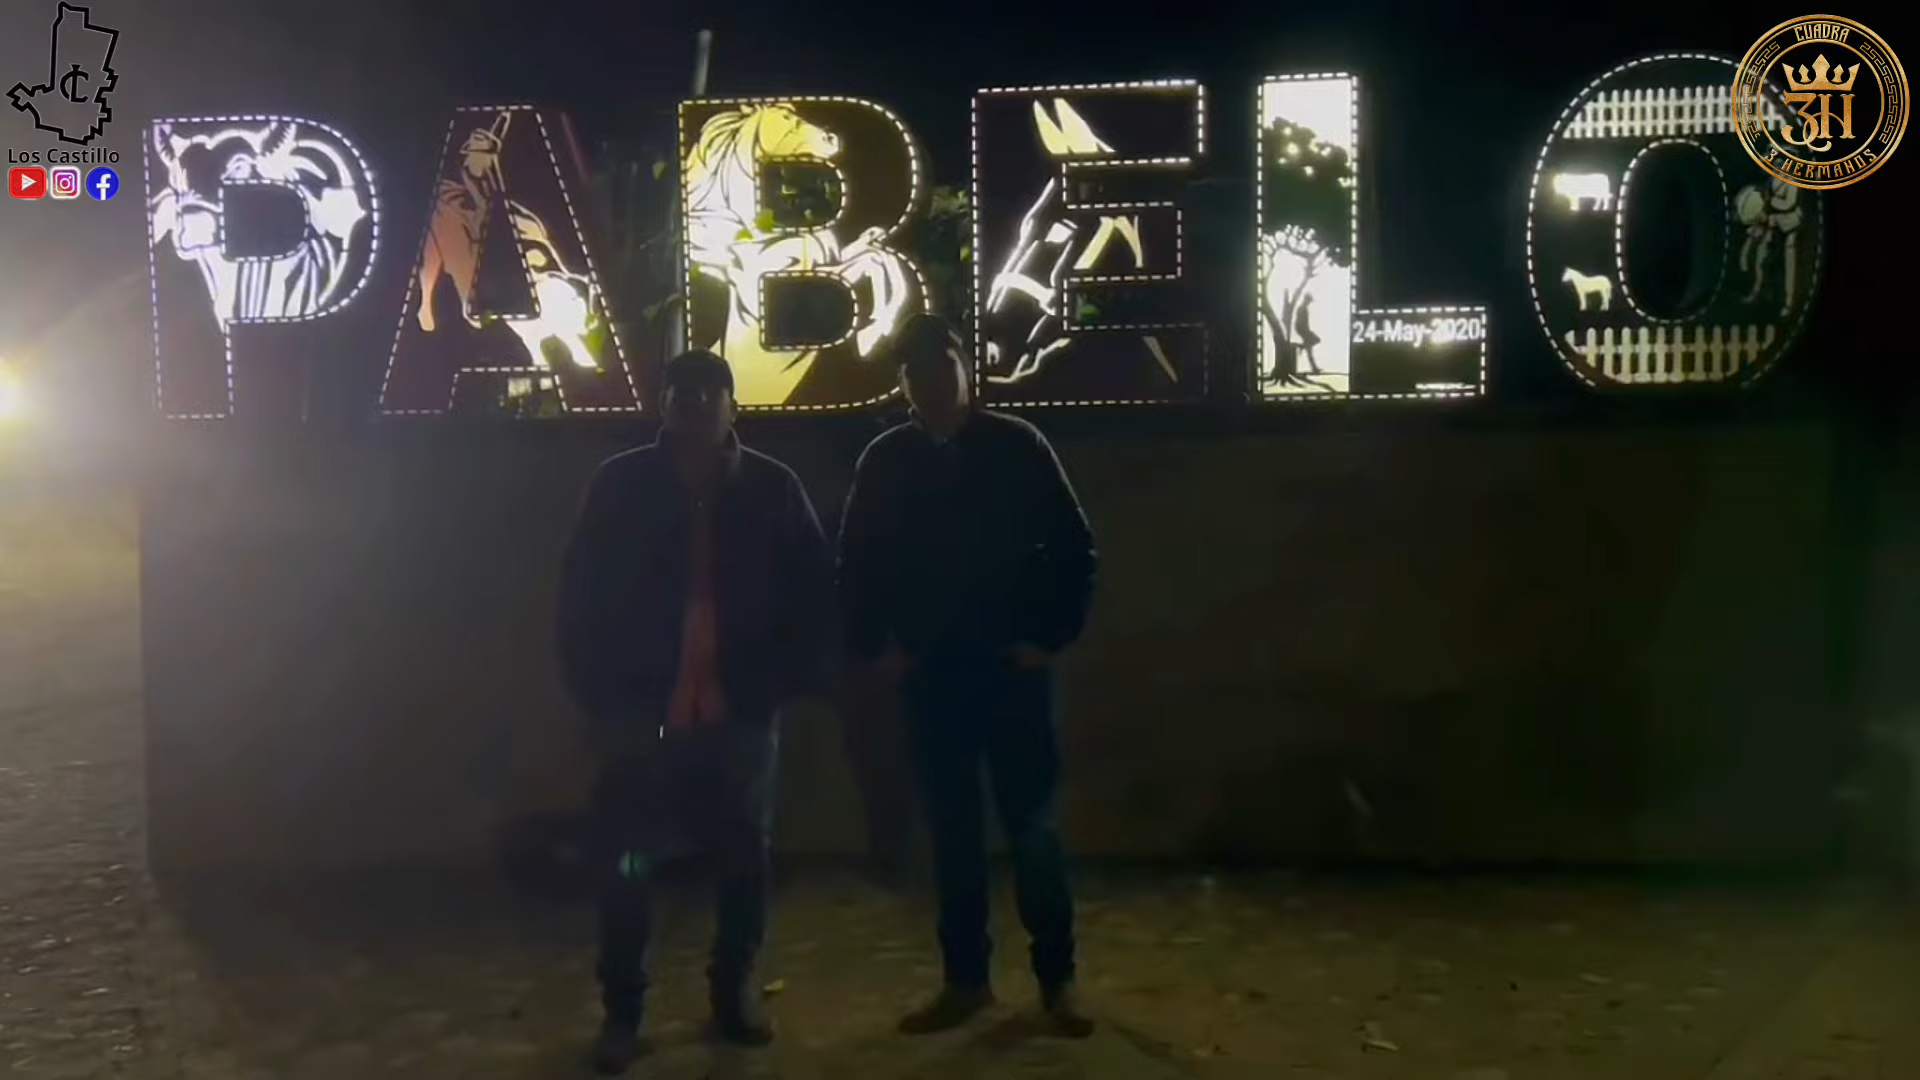 PABELO
24-May-2020
Los Castillo
CUADRA
3H
3 HERMANOS